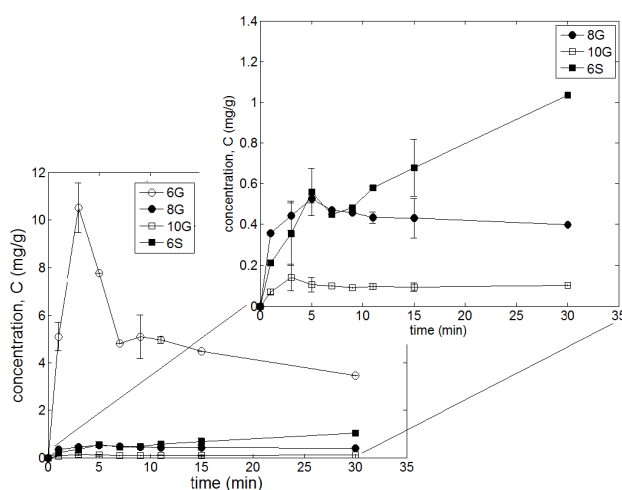 1.4
1.2
1
0.8
0.6
0.4
0.2
0
concentration, C (mg/g)
8G
10G
6S
0 5 10 15 20 25 30 35
time (min)
12
10
8
6
4
2
0
concentration, C (mg/g)
6G
8G
10G
6S
0 5 10 15 20 25 30 35
time (min)